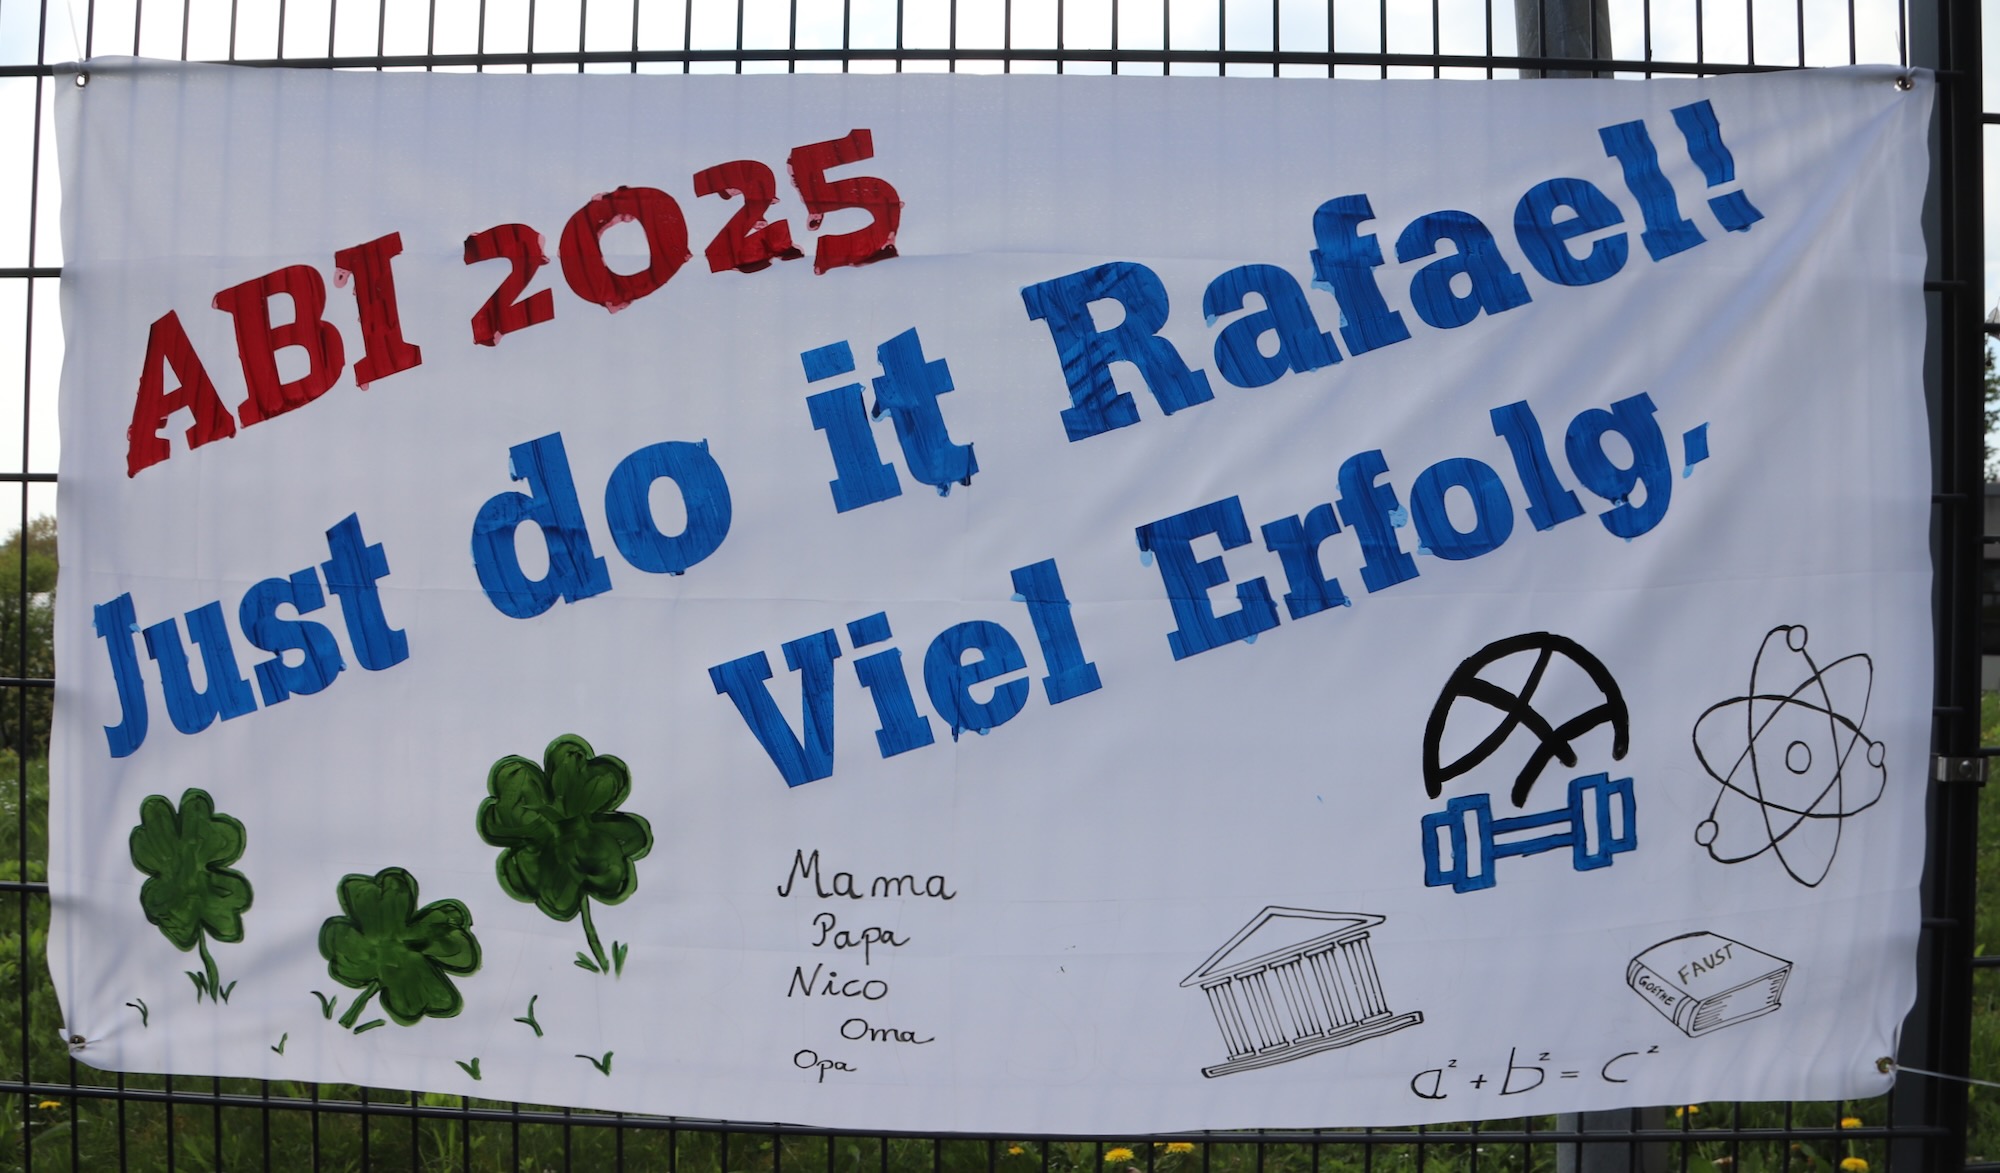 ABI 2025
Just do it Rafael!
Viel Erfolg,
Mama
Papa
Nico
Oma
Opa
GOETHE
FAUST
a² + b² = c²